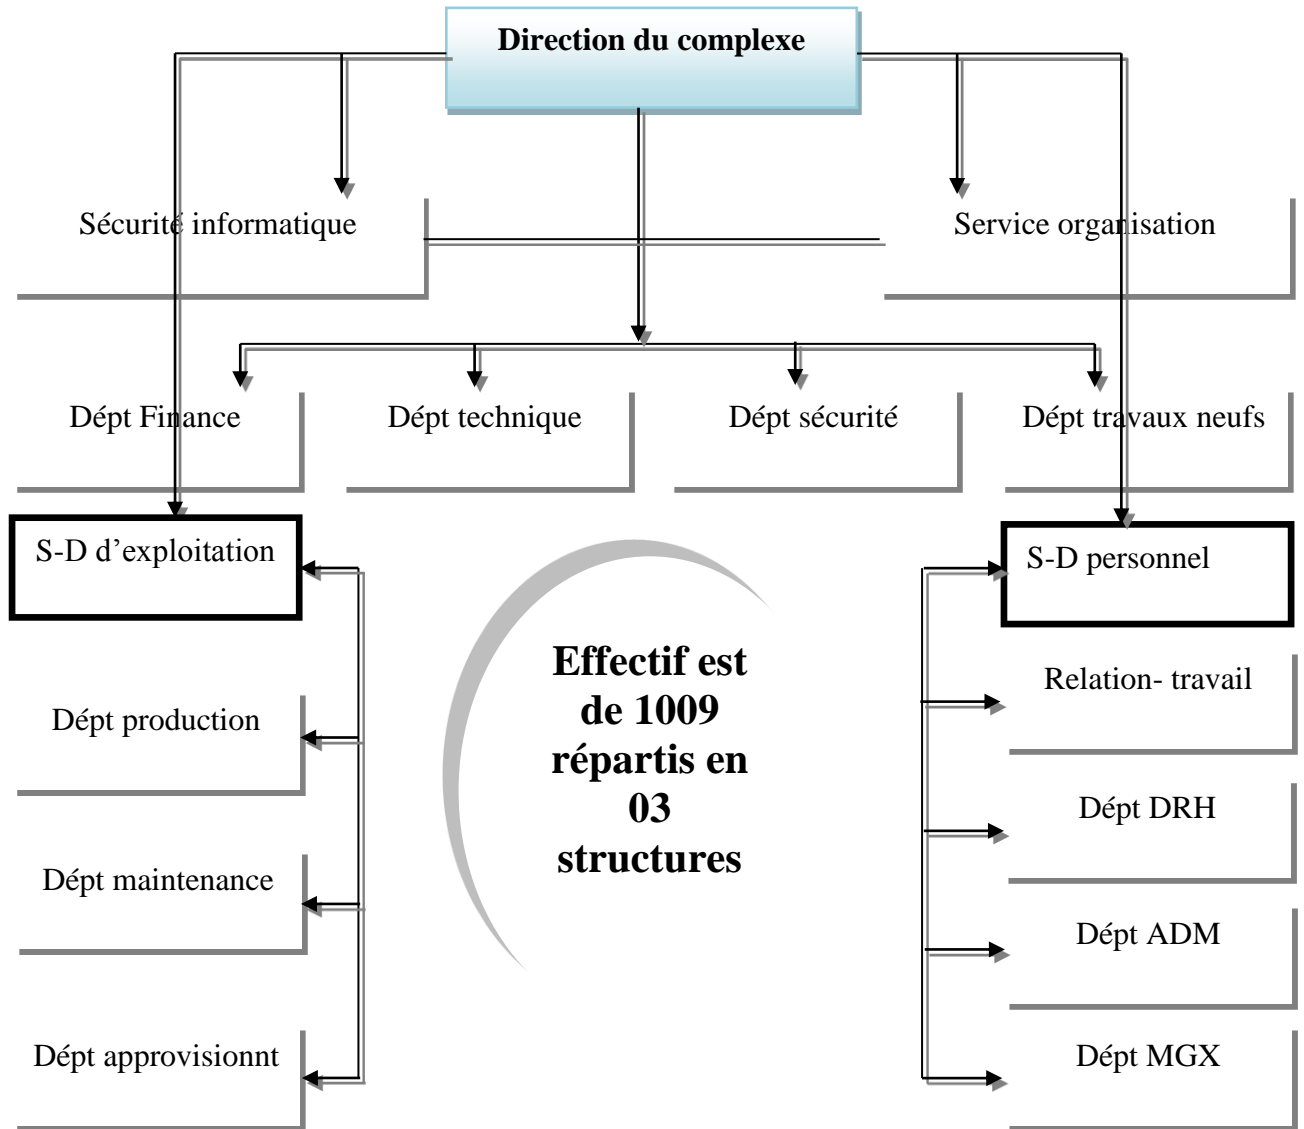 Direction du complexe
Sécurité informatique
Service organisation
Dépt Finance
Dépt technique
Dépt sécurité
Dépt travaux neufs
S-D d’exploitation
S-D personnel
Effectif est
de 1009
répartis en
03
structures
Relation- travail
Dépt production
Dépt DRH
Dépt maintenance
Dépt ADM
Dépt approvisionnt
Dépt MGX